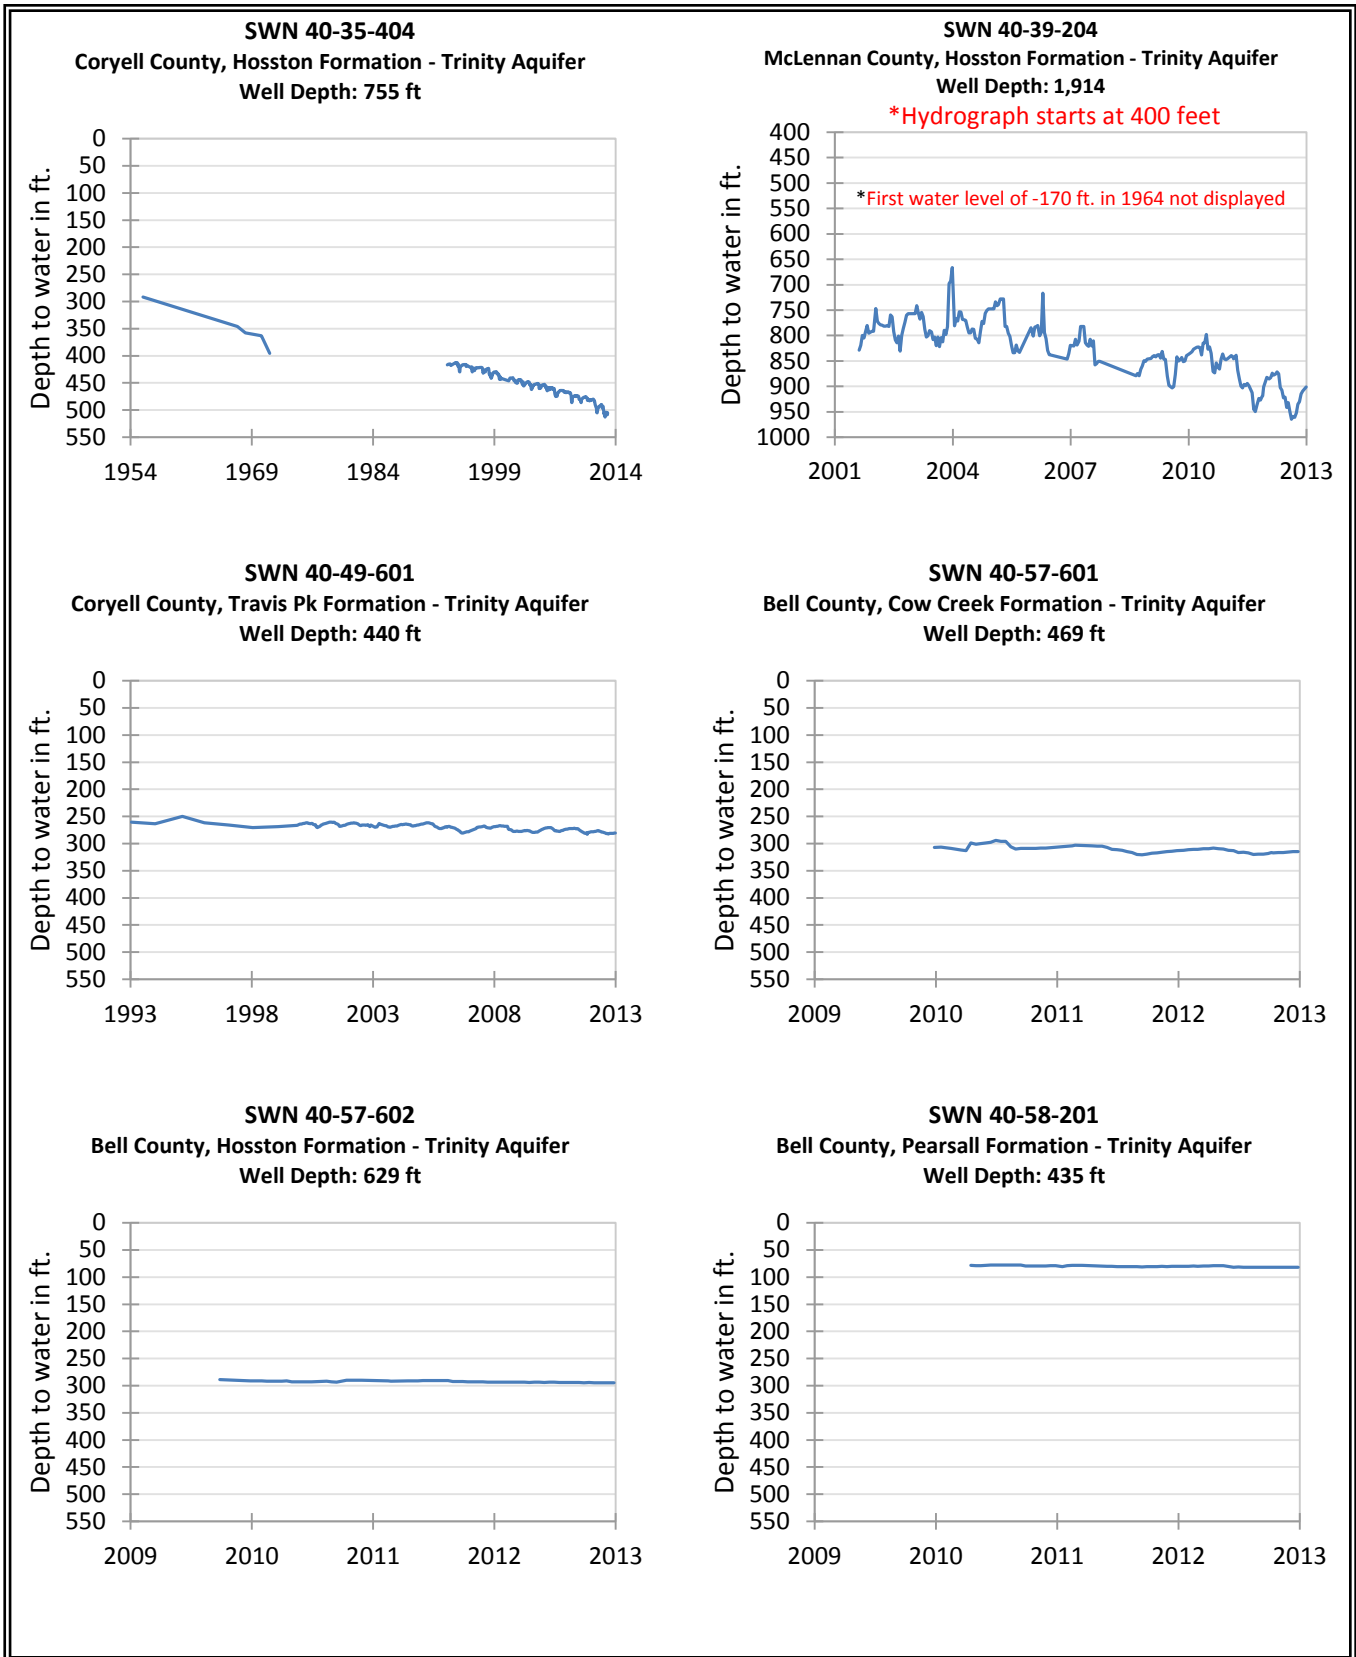 SWN 40-35-404
Coryell County, Hosston Formation - Trinity Aquifer
Well Depth: 755 ft
Depth to water in ft.
0
50
100
150
200
250
300
350
400
450
500
550
1954 1969 1984 1999 2014
SWN 40-39-204
McLennan County, Hosston Formation - Trinity Aquifer
Well Depth: 1,914
*Hydrograph starts at 400 feet
*First water level of -170 ft. in 1964 not displayed
Depth to water in ft.
400
450
500
550
600
650
700
750
800
850
900
950
1000
2001 2004 2007 2010 2013
SWN 40-49-601
Coryell County, Travis Pk Formation - Trinity Aquifer
Well Depth: 440 ft
Depth to water in ft.
0
50
100
150
200
250
300
350
400
450
500
550
1993 1998 2003 2008 2013
SWN 40-57-601
Bell County, Cow Creek Formation - Trinity Aquifer
Well Depth: 469 ft
Depth to water in ft.
0
50
100
150
200
250
300
350
400
450
500
550
2009 2010 2011 2012 2013
SWN 40-57-602
Bell County, Hosston Formation - Trinity Aquifer
Well Depth: 629 ft
Depth to water in ft.
0
50
100
150
200
250
300
350
400
450
500
550
2009 2010 2011 2012 2013
SWN 40-58-201
Bell County, Pearsall Formation - Trinity Aquifer
Well Depth: 435 ft
Depth to water in ft.
0
50
100
150
200
250
300
350
400
450
500
550
2009 2010 2011 2012 2013